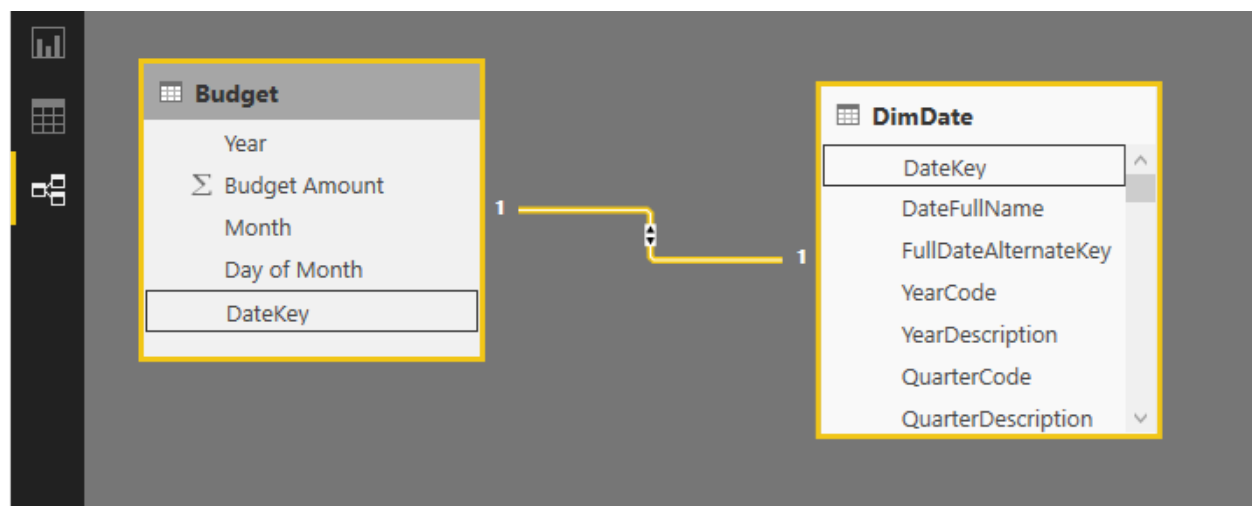 Budget
Year
Σ Budget Amount
Month
Day of Month
DateKey
1
1
DimDate
DateKey
DateFullName
FullDateAlternateKey
YearCode
YearDescription
QuarterCode
QuarterDescription